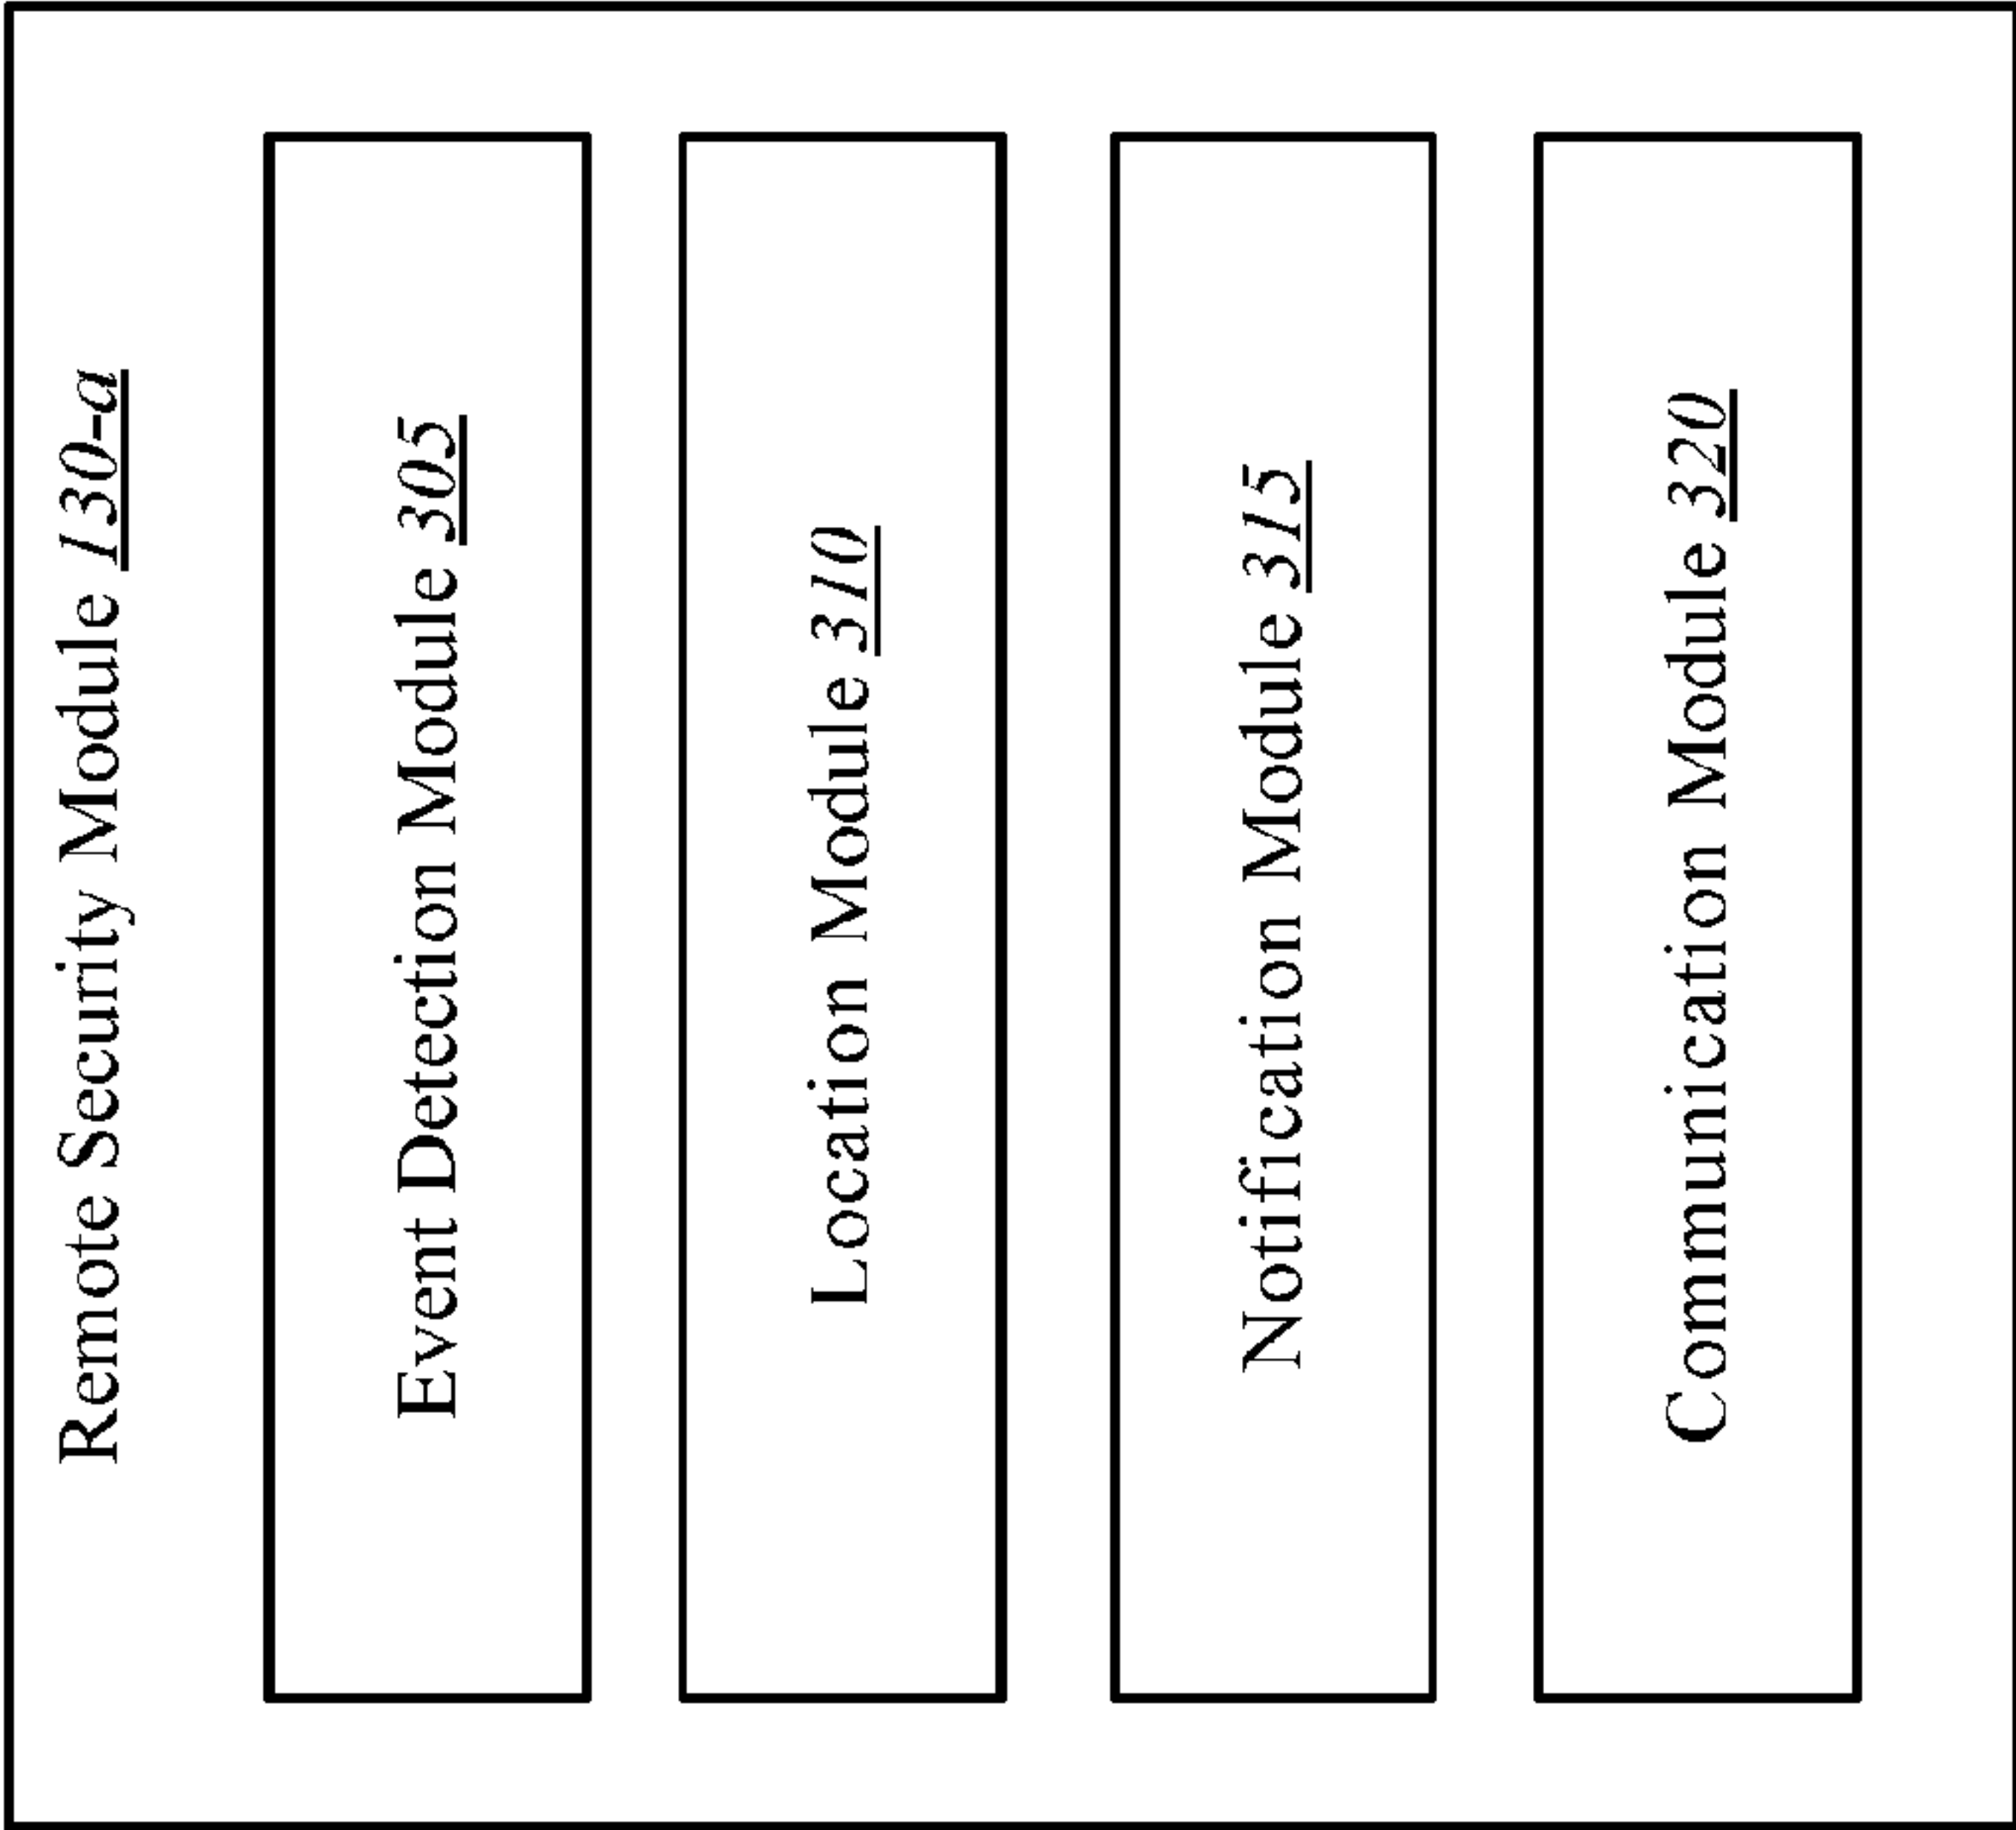 Remote Security Module 130-a
Event Detection Module 305
Location Module 310
Notification Module 315
Communication Module 320